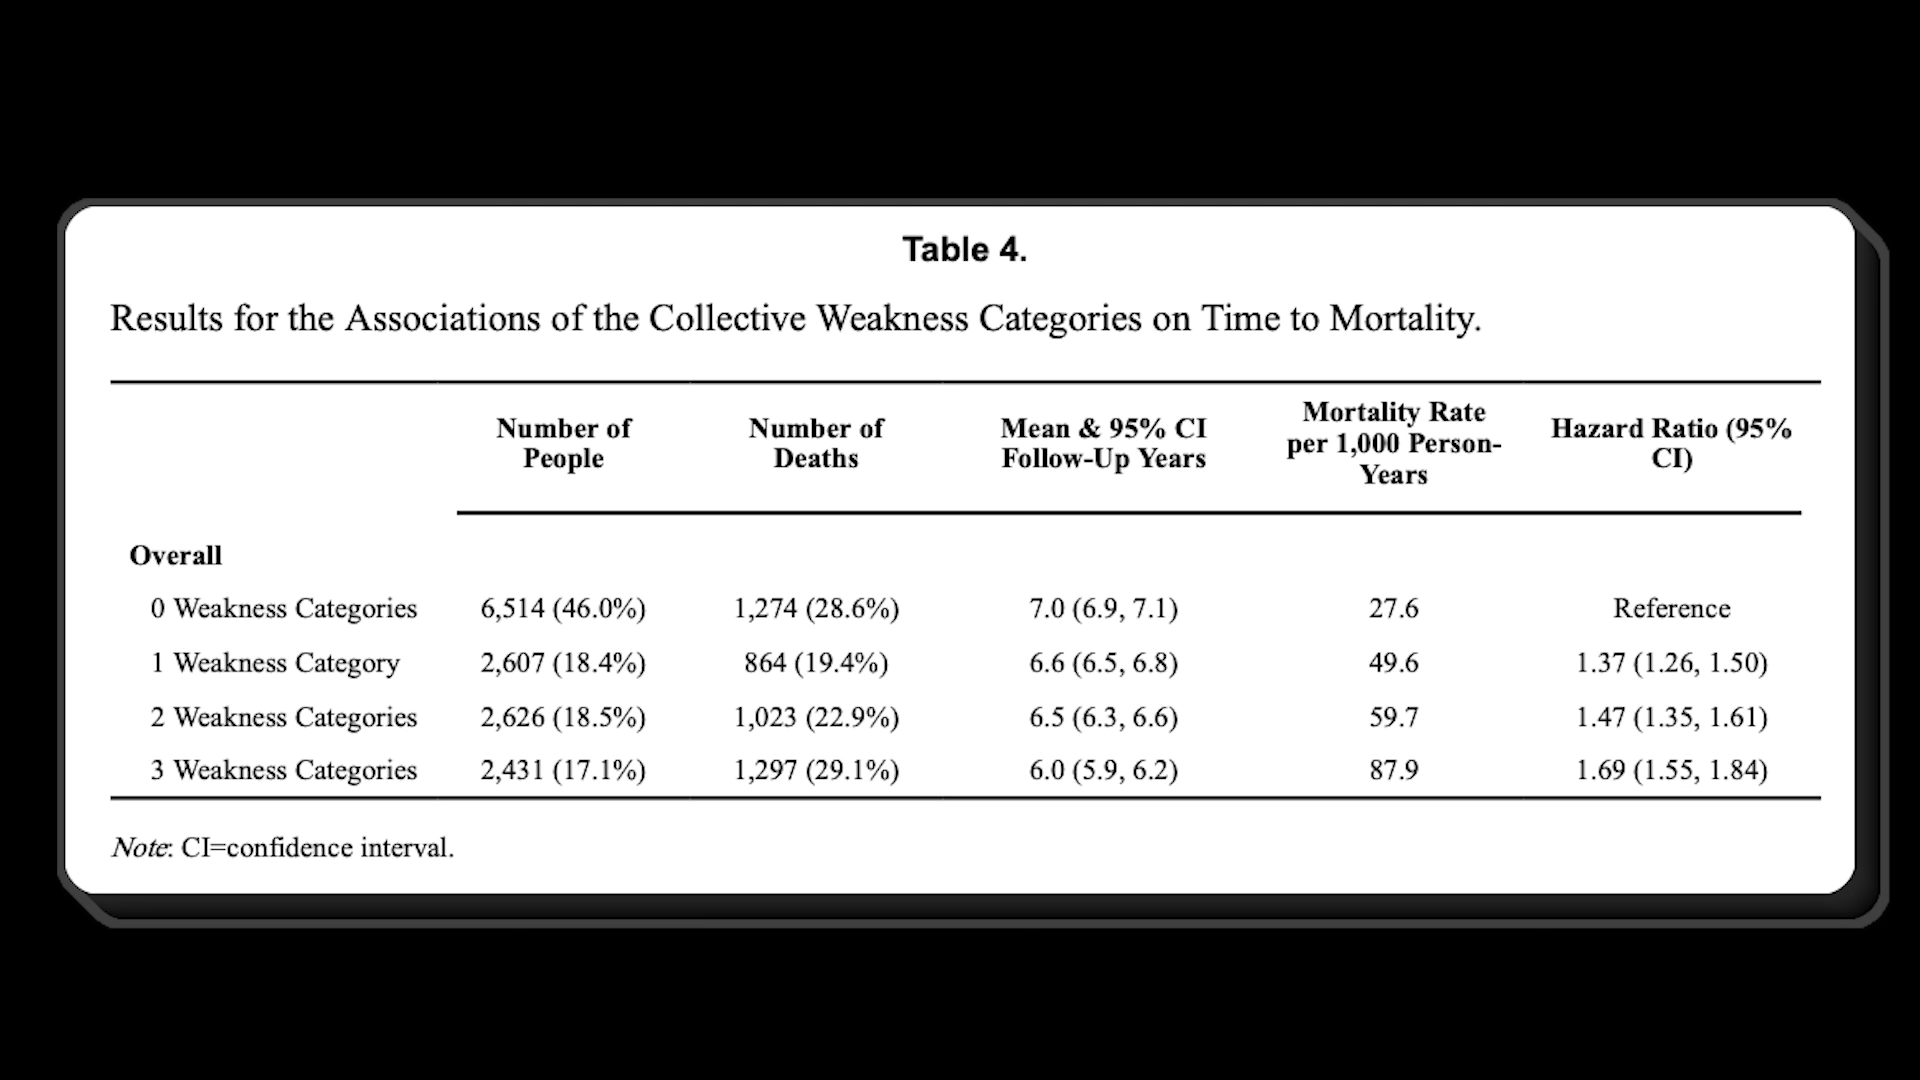 Table 4.
Results for the Associations of the Collective Weakness Categories on Time to Mortality.
Number of People Number of Deaths Mean & 95% CI Follow-Up Years Mortality Rate per 1,000 Person-Years Hazard Ratio (95% CI)
Overall
0 Weakness Categories 6,514 (46.0%) 1,274 (28.6%) 7.0 (6.9, 7.1) 27.6 Reference
1 Weakness Category 2,607 (18.4%) 864 (19.4%) 6.6 (6.5, 6.8) 49.6 1.37 (1.26, 1.50)
2 Weakness Categories 2,626 (18.5%) 1,023 (22.9%) 6.5 (6.3, 6.6) 59.7 1.47 (1.35, 1.61)
3 Weakness Categories 2,431 (17.1%) 1,297 (29.1%) 6.0 (5.9, 6.2) 87.9 1.69 (1.55, 1.84)
Note: CI=confidence interval.